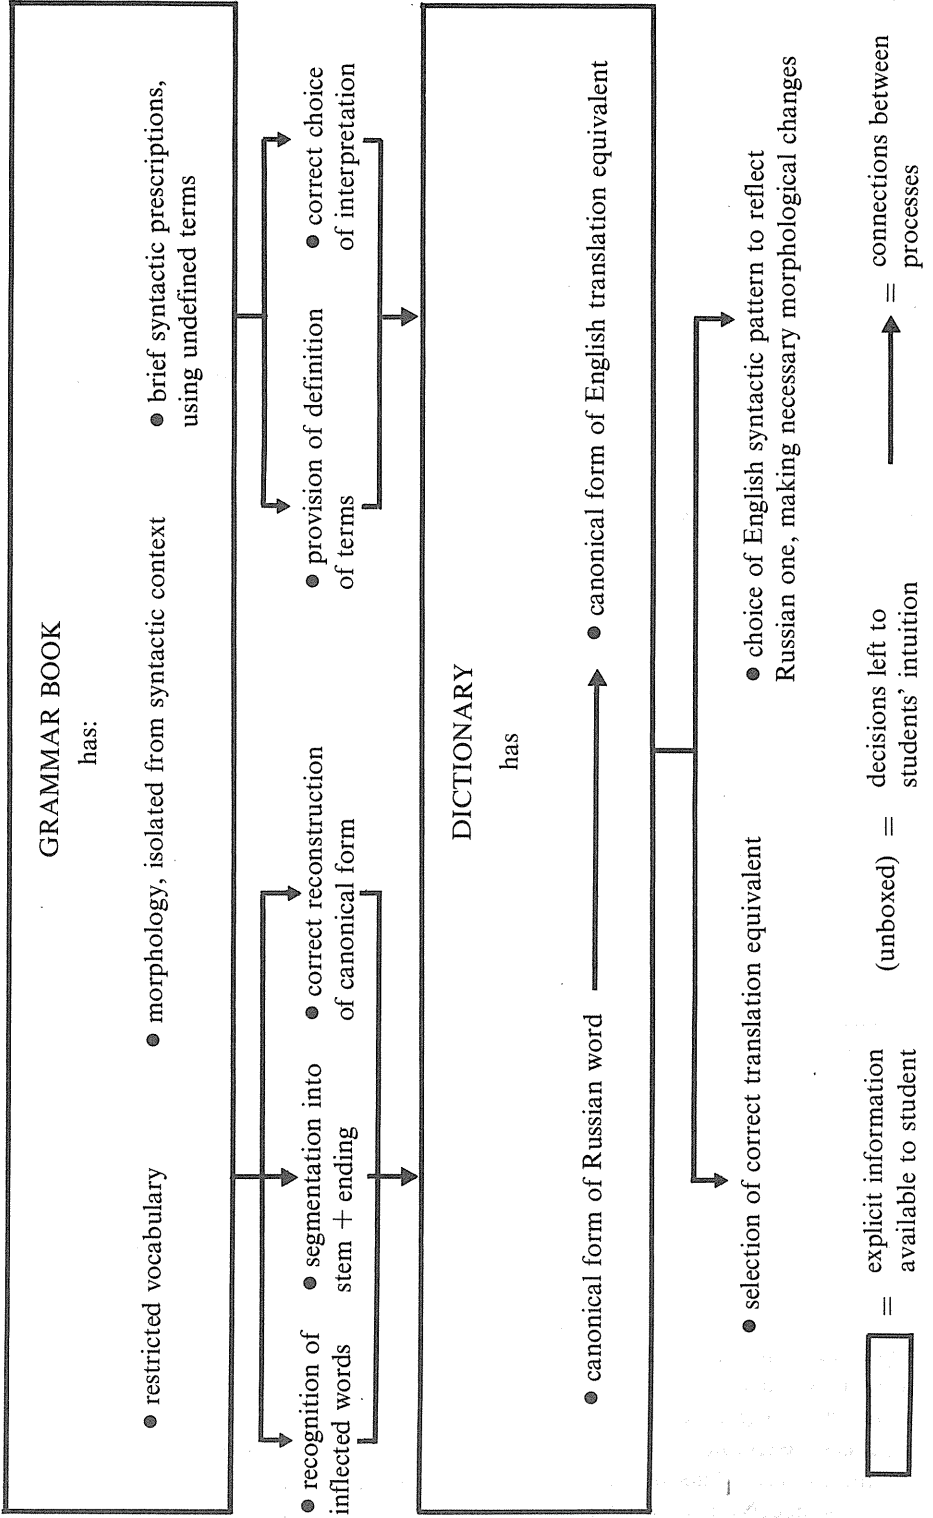 GRAMMAR BOOK
has:
● restricted vocabulary
● morphology, isolated from syntactic context
● brief syntactic prescriptions,
using undefined terms
● recognition of
inflected words
● segmentation into
stem + ending
● correct reconstruction
of canonical form
● provision of definition
of terms
● correct choice
of interpretation
DICTIONARY
has
● canonical form of Russian word
● canonical form of English translation equivalent
● selection of correct translation equivalent
● choice of English syntactic pattern to reflect
Russian one, making necessary morphological changes
= explicit information
available to student
(unboxed) = decisions left to
students' intuition
= connections between
processes